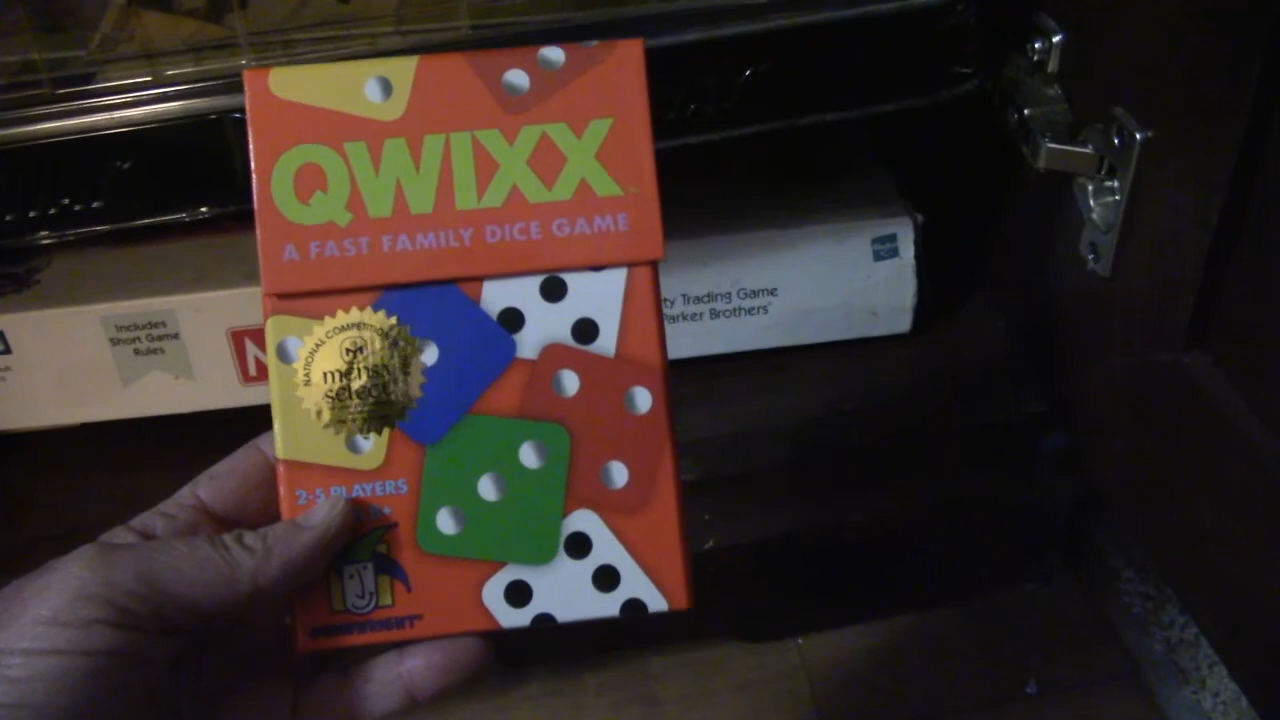 QWIXX
A FAST FAMILY DICE GAME
NATIONAL COMPETITION
mensa
select
2-5 PLAYERS
GAMEWRIGHT
Includes
Short Game
Rules
ty Trading Game
Parker Brothers